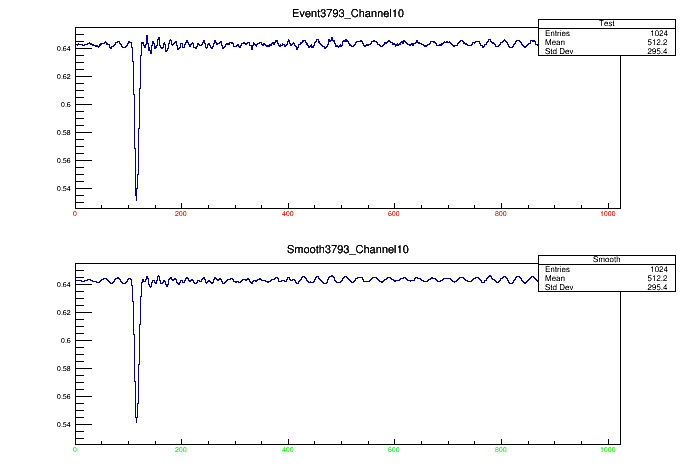 Event3793_Channel10
Test
Entries 1024
Mean 512.2
Std Dev 295.4
0.64
0.62
0.6
0.58
0.56
0.54
0 200 400 600 800 1000
Smooth3793_Channel10
Smooth
Entries 1024
Mean 512.2
Std Dev 295.4
0.64
0.62
0.6
0.58
0.56
0.54
0 200 400 600 800 1000